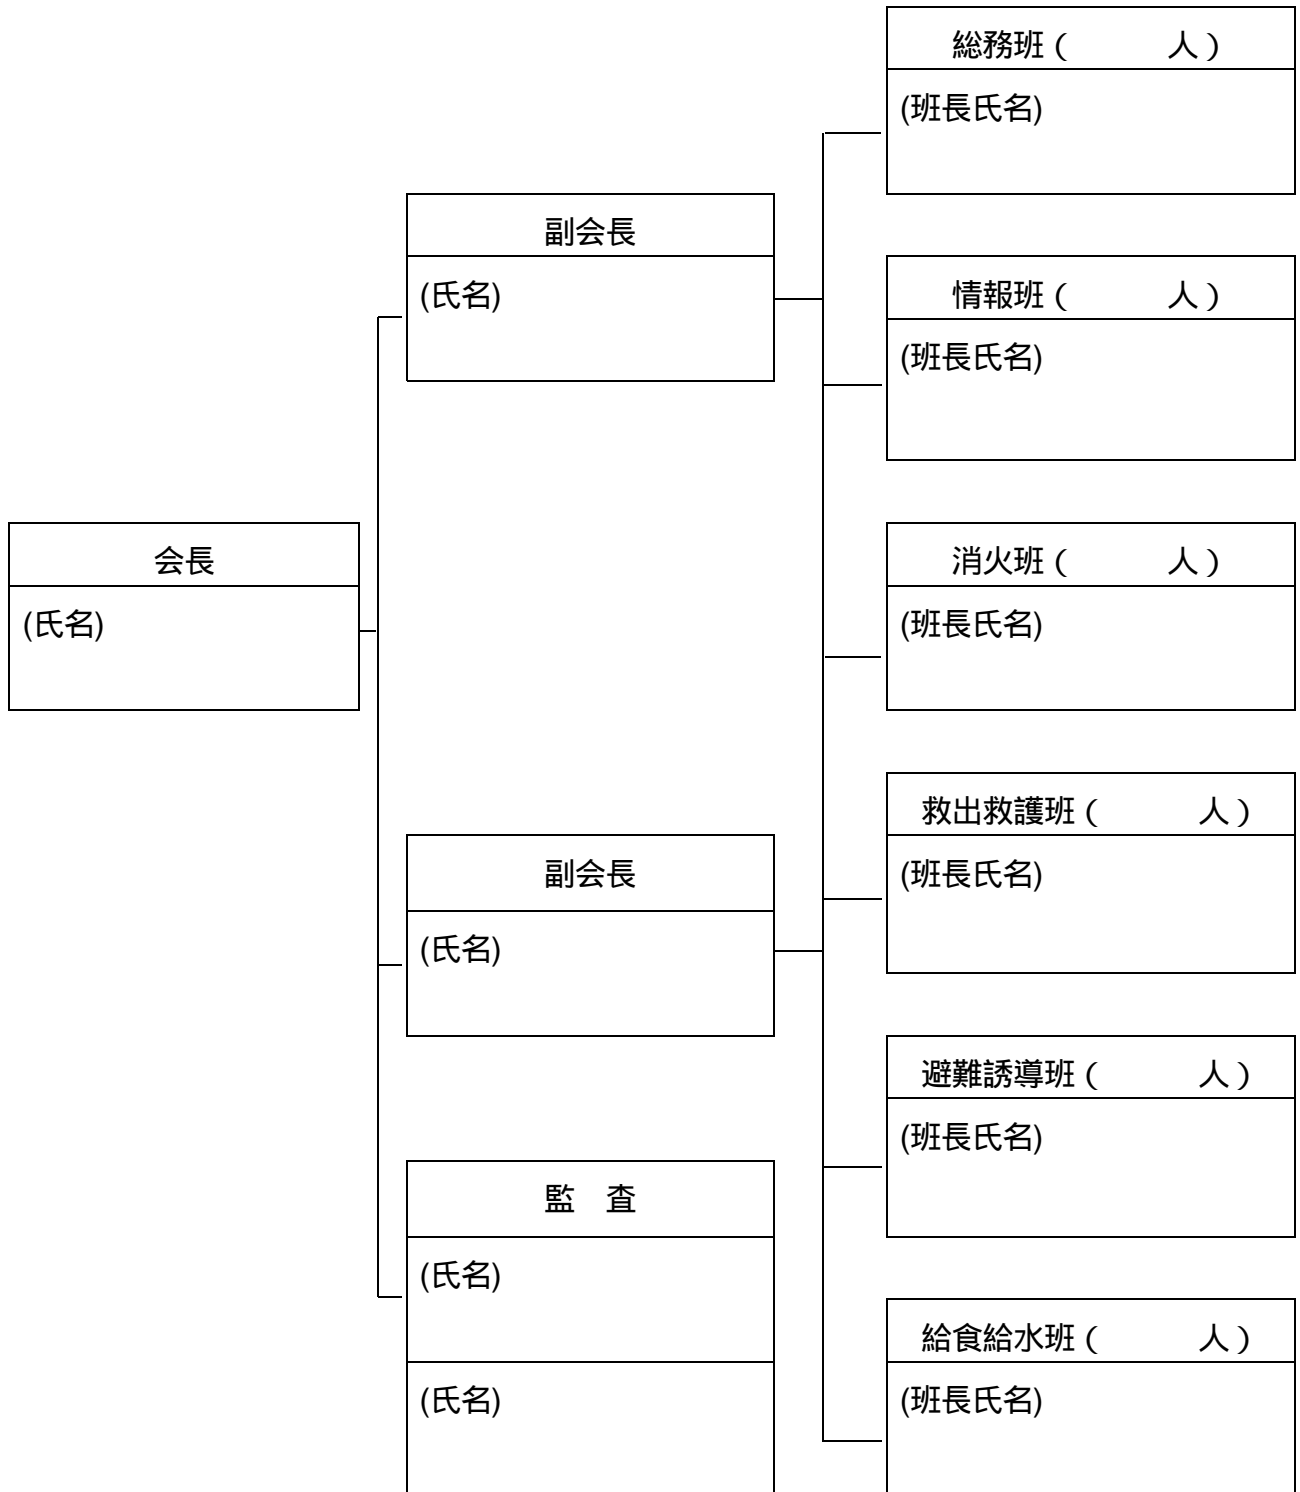 会長
(氏名)
副会長
(氏名)
副会長
(氏名)
監　査
(氏名)
(氏名)
総務班（　　　人）
(班長氏名)
情報班（　　　人）
(班長氏名)
消火班（　　　人）
(班長氏名)
救出救護班（　　　人）
(班長氏名)
避難誘導班（　　　人）
(班長氏名)
給食給水班（　　　人）
(班長氏名)